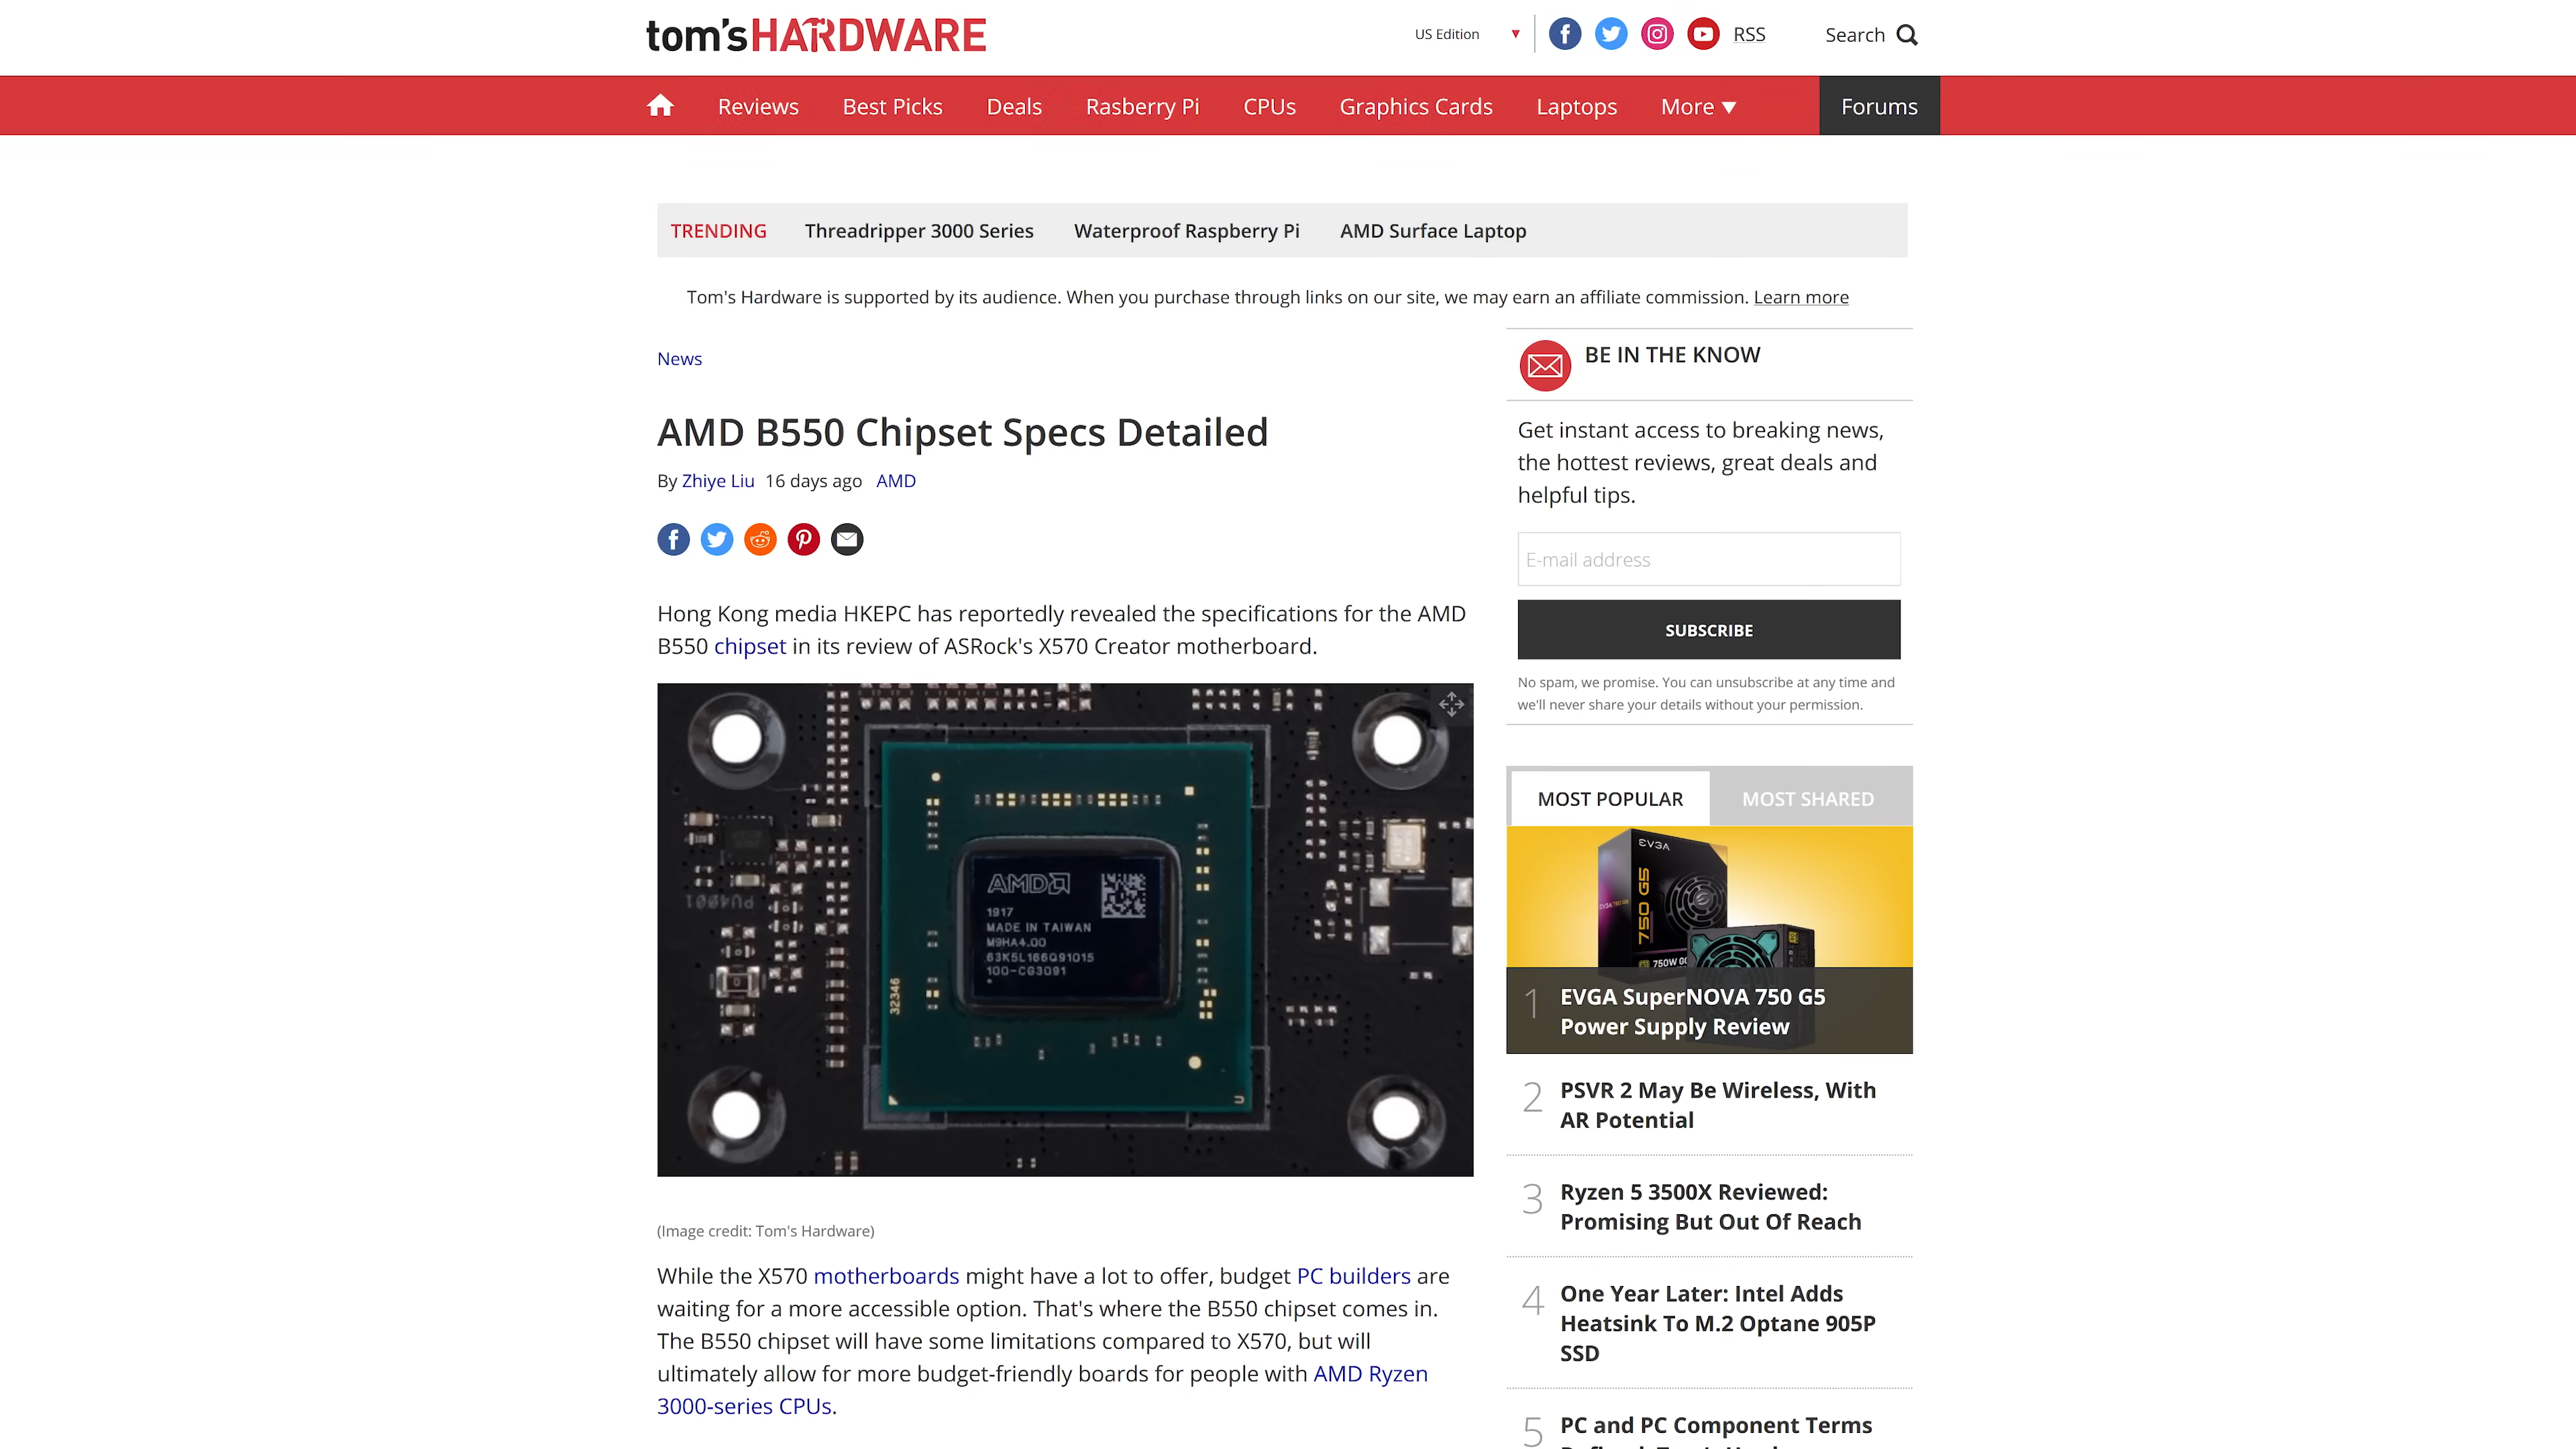 tom'sHARDWARE
US Edition ▼
RSS
Search
Reviews
Best Picks
Deals
Rasberry Pi
CPUs
Graphics Cards
Laptops
More ▼
Forums
TRENDING
Threadripper 3000 Series
Waterproof Raspberry Pi
AMD Surface Laptop
Tom's Hardware is supported by its audience. When you purchase through links on our site, we may earn an affiliate commission. Learn more
News
AMD B550 Chipset Specs Detailed
By Zhiye Liu 16 days ago AMD
Hong Kong media HKEPC has reportedly revealed the specifications for the AMD
B550 chipset in its review of ASRock's X570 Creator motherboard.
AMD
1917
MADE IN TAIWAN
M9HA4.00
63K5L166Q91015
100-CG3091
32346
PU4001
(Image credit: Tom's Hardware)
While the X570 motherboards might have a lot to offer, budget PC builders are
waiting for a more accessible option. That's where the B550 chipset comes in.
The B550 chipset will have some limitations compared to X570, but will
ultimately allow for more budget-friendly boards for people with AMD Ryzen
3000-series CPUs.
BE IN THE KNOW
Get instant access to breaking news,
the hottest reviews, great deals and
helpful tips.
E-mail address
SUBSCRIBE
No spam, we promise. You can unsubscribe at any time and
we'll never share your details without your permission.
MOST POPULAR
MOST SHARED
EVGA
750 G5
750W
1
EVGA SuperNOVA 750 G5
Power Supply Review
2
PSVR 2 May Be Wireless, With
AR Potential
3
Ryzen 5 3500X Reviewed:
Promising But Out Of Reach
4
One Year Later: Intel Adds
Heatsink To M.2 Optane 905P
SSD
5
PC and PC Component Terms